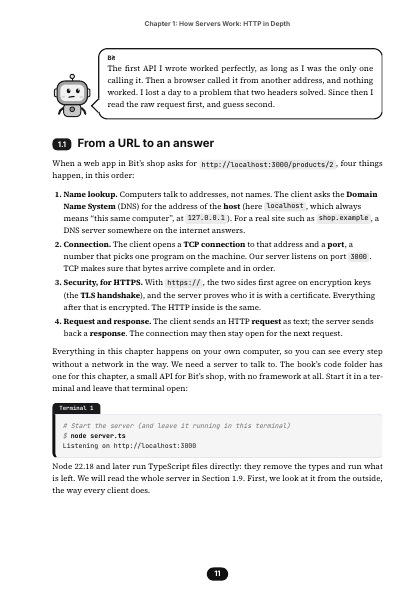 Chapter 1: How Servers Work: HTTP in Depth
Bit
The first API I wrote worked perfectly, as long as I was the only one
calling it. Then a browser called it from another address, and nothing
worked. I lost a day to a problem that two headers solved. Since then I
read the raw request first, and guess second.
1.1 From a URL to an answer
When a web app in Bit's shop asks for http://localhost:3000/products/2, four things
happen, in this order:
1. Name lookup. Computers talk to addresses, not names. The client asks the Domain
Name System (DNS) for the address of the host (here localhost, which always
means “this same computer”, at 127.0.0.1). For a real site such as shop.example, a
DNS server somewhere on the internet answers.
2. Connection. The client opens a TCP connection to that address and a port, a
number that picks one program on the machine. Our server listens on port 3000.
TCP makes sure that bytes arrive complete and in order.
3. Security, for HTTPS. With https://, the two sides first agree on encryption keys
(the TLS handshake), and the server proves who it is with a certificate. Everything
after that is encrypted. The HTTP inside is the same.
4. Request and response. The client sends an HTTP request as text; the server sends
back a response. The connection may then stay open for the next request.
Everything in this chapter happens on your own computer, so you can see every step
without a network in the way. We need a server to talk to. The book's code folder has
one for this chapter, a small API for Bit's shop, with no framework at all. Start it in a ter-
minal and leave that terminal open:
Terminal 1
# Start the server (and leave it running in this terminal)
$ node server.ts
Listening on http://localhost:3000
Node 22.18 and later run TypeScript files directly: they remove the types and run what
is left. We will read the whole server in Section 1.9. First, we look at it from the outside,
the way every client does.
11